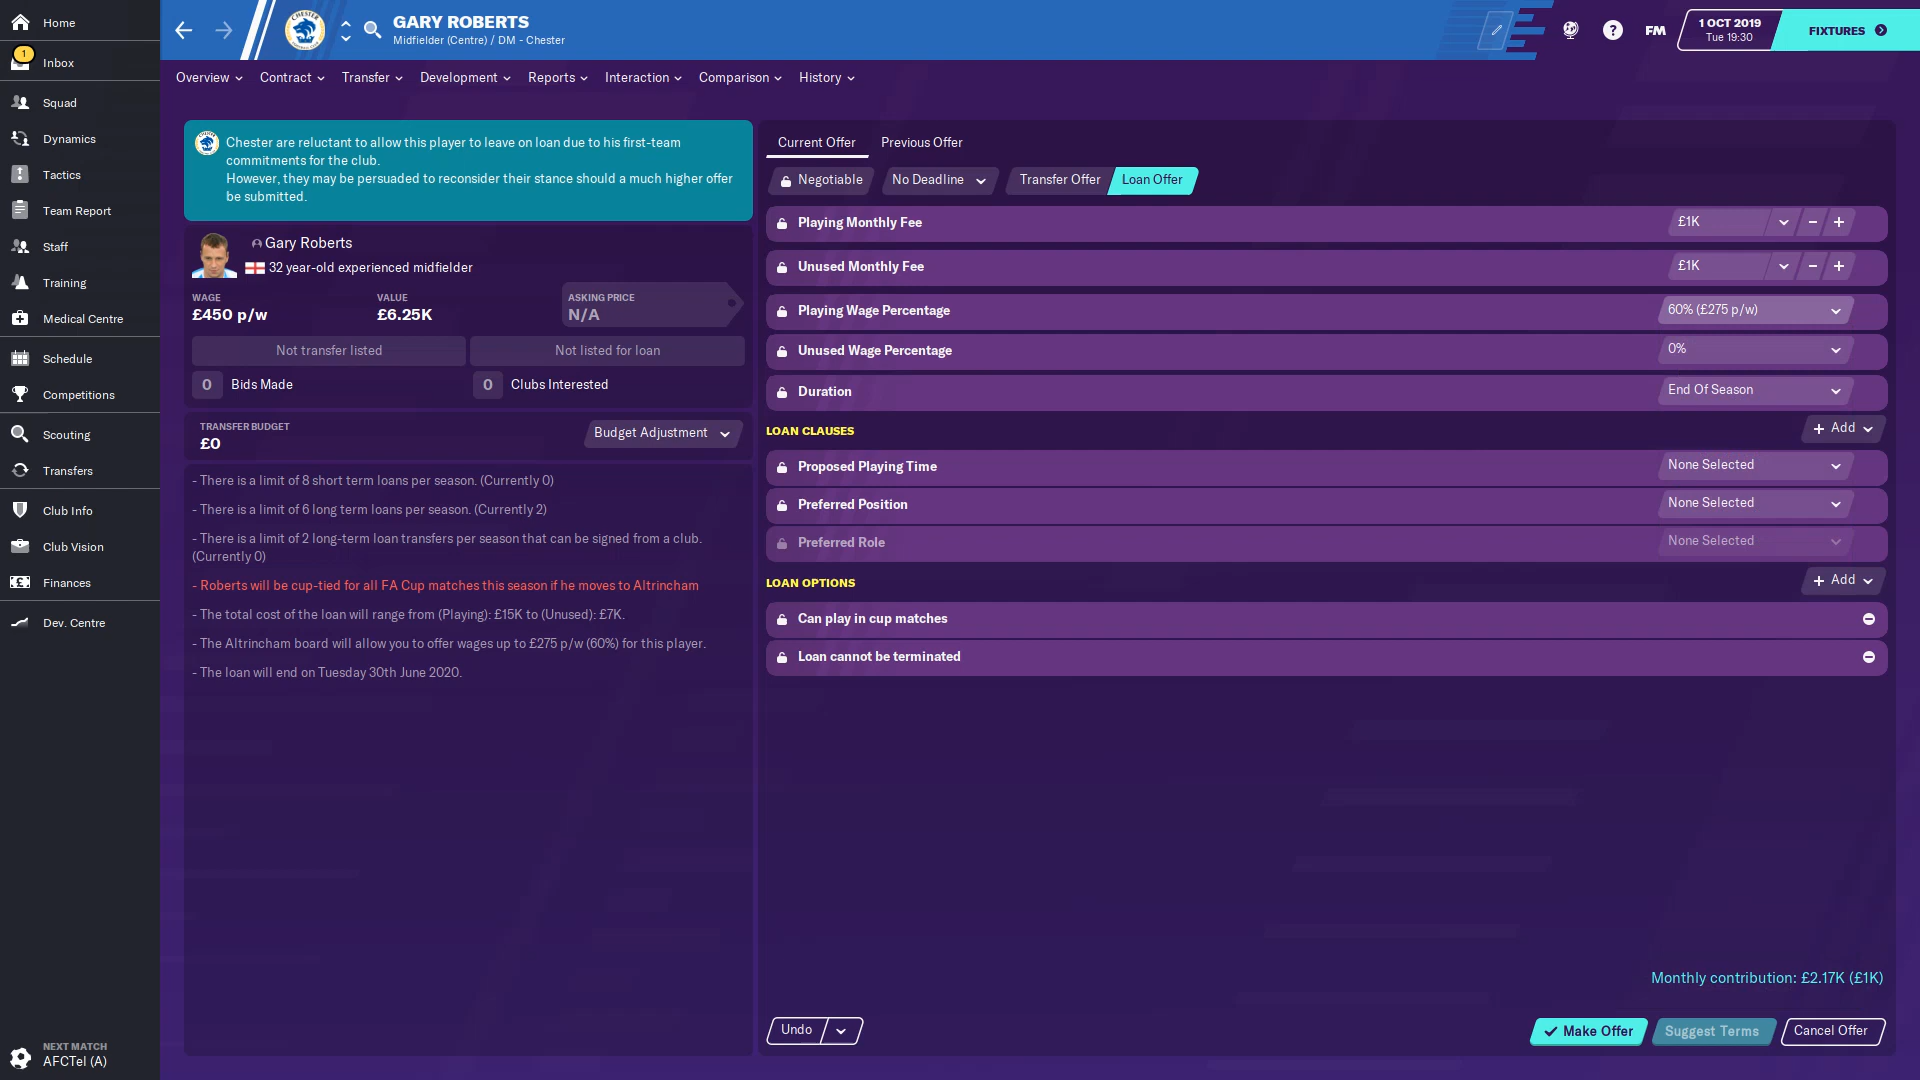 Home
1
Inbox
Squad
Dynamics
Tactics
Team Report
Staff
Training
Medical Centre
Schedule
Competitions
Scouting
Transfers
Club Info
Club Vision
Finances
Dev. Centre
NEXT MATCH
AFCTel (A)
GARY ROBERTS
Midfielder (Centre) / DM - Chester
FM
1 OCT 2019
Tue 19:30
FIXTURES
Overview Contract Transfer Development Reports Interaction Comparison History
Chester are reluctant to allow this player to leave on loan due to his first-team
commitments for the club.
However, they may be persuaded to reconsider their stance should a much higher offer
be submitted.
Gary Roberts
32 year-old experienced midfielder
WAGE VALUE ASKING PRICE
£450 p/w £6.25K N/A
Not transfer listed Not listed for loan
0 Bids Made 0 Clubs Interested
TRANSFER BUDGET
£0
Budget Adjustment
- There is a limit of 8 short term loans per season. (Currently 0)
- There is a limit of 6 long term loans per season. (Currently 2)
- There is a limit of 2 long-term loan transfers per season that can be signed from a club.
(Currently 0)
- Roberts will be cup-tied for all FA Cup matches this season if he moves to Altrincham
- The total cost of the loan will range from (Playing): £15K to (Unused): £7K.
- The Altrincham board will allow you to offer wages up to £275 p/w (60%) for this player.
- The loan will end on Tuesday 30th June 2020.
Current Offer Previous Offer
Negotiable No Deadline Transfer Offer Loan Offer
Playing Monthly Fee £1K - +
Unused Monthly Fee £1K - +
Playing Wage Percentage 60% (£275 p/w)
Unused Wage Percentage 0%
Duration End Of Season
LOAN CLAUSES + Add
Proposed Playing Time None Selected
Preferred Position None Selected
Preferred Role None Selected
LOAN OPTIONS + Add
Can play in cup matches
Loan cannot be terminated
Monthly contribution: £2.17K (£1K)
Undo Make Offer Suggest Terms Cancel Offer